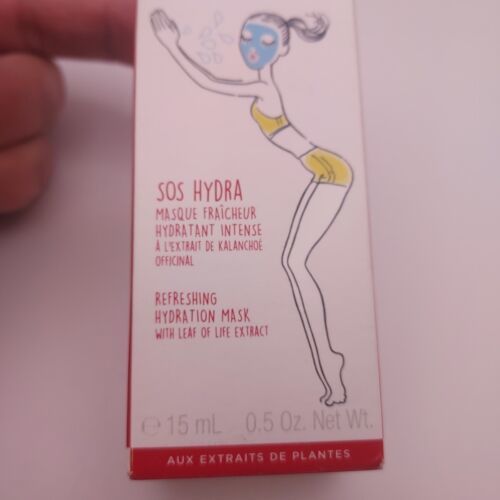 SOS HYDRA
MASQUE FRAÎCHEUR
HYDRATANT INTENSE
À L'EXTRAIT DE KALANCHOÉ
OFFICINAL
REFRESHING
HYDRATION MASK
WITH LEAF OF LIFE EXTRACT
℮ 15 mL 0.5 Oz. Net Wt.
AUX EXTRAITS DE PLANTES